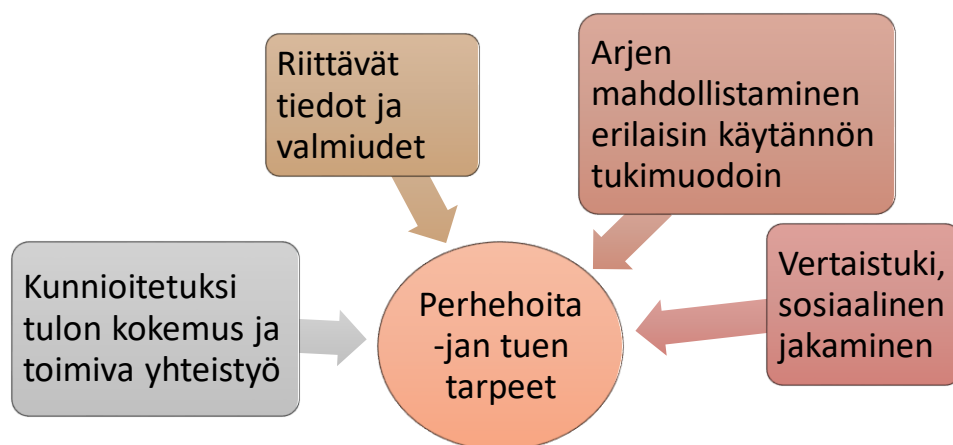 Riittävät
tiedot ja
valmiudet
Arjen
mahdollistaminen
erilaisin käytännön
tukimuodoin
Kunnioitetuksi
tulon kokemus ja
toimiva yhteistyö
Perhehoita
-jan tuen
tarpeet
Vertaistuki,
sosiaalinen
jakaminen